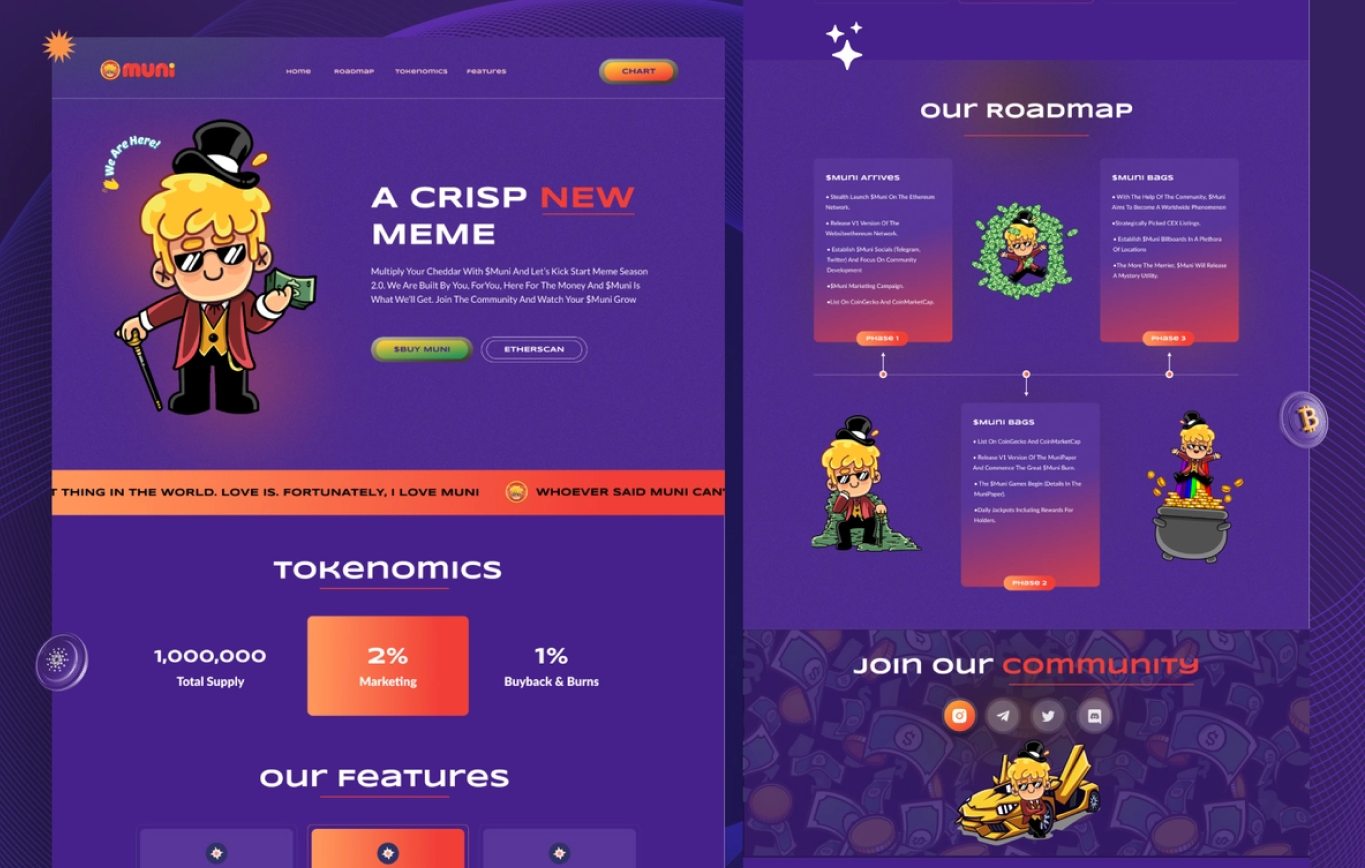 muni
Home
Roadmap
Tokenomics
Features
CHART
We Are Here!
A CRISP NEW
MEME
Multiply Your Cheddar With $Muni And Let's Kick Start Meme Season
2.0. We Are Built By You, ForYou, Here For The Money And $Muni Is
What We'll Get. Join The Community And Watch Your $Muni Grow
$BUY MUNI
ETHERSCAN
T THING IN THE WORLD. LOVE IS. FORTUNATELY, I LOVE MUNI
WHOEVER SAID MUNI CAN'
Tokenomics
1,000,000
Total Supply
2%
Marketing
1%
Buyback & Burns
Our Features
Our Roadmap
$Muni Arrives
• Stealth Launch $Muni On The Ethereum
Network.
• Release V1 Version Of The
Websiteethereum Network.
• Establish $Muni Socials (Telegram,
Twitter) And Focus On Community
Development
•$Muni Marketing Campaign.
•List On CoinGecko And CoinMarketCap.
Phase 1
$Muni Bags
• With The Help Of The Community, $Muni
Aims To Become A Worldwide Phenomenon
•Strategically Picked CEX Listings.
• Establish $Muni Billboards In A Plethora
Of Locations
•The More The Merrier, $Muni Will Release
A Mystery Utility.
Phase 3
$Muni Bags
• List On CoinGecko And CoinMarketCap
• Release V1 Version Of The MuniPaper
And Commence The Great $Muni Burn.
• The $Muni Games Begin (Details In The
MuniPaper).
•Daily Jackpots Including Rewards For
Holders.
Phase 2
Join Our Community